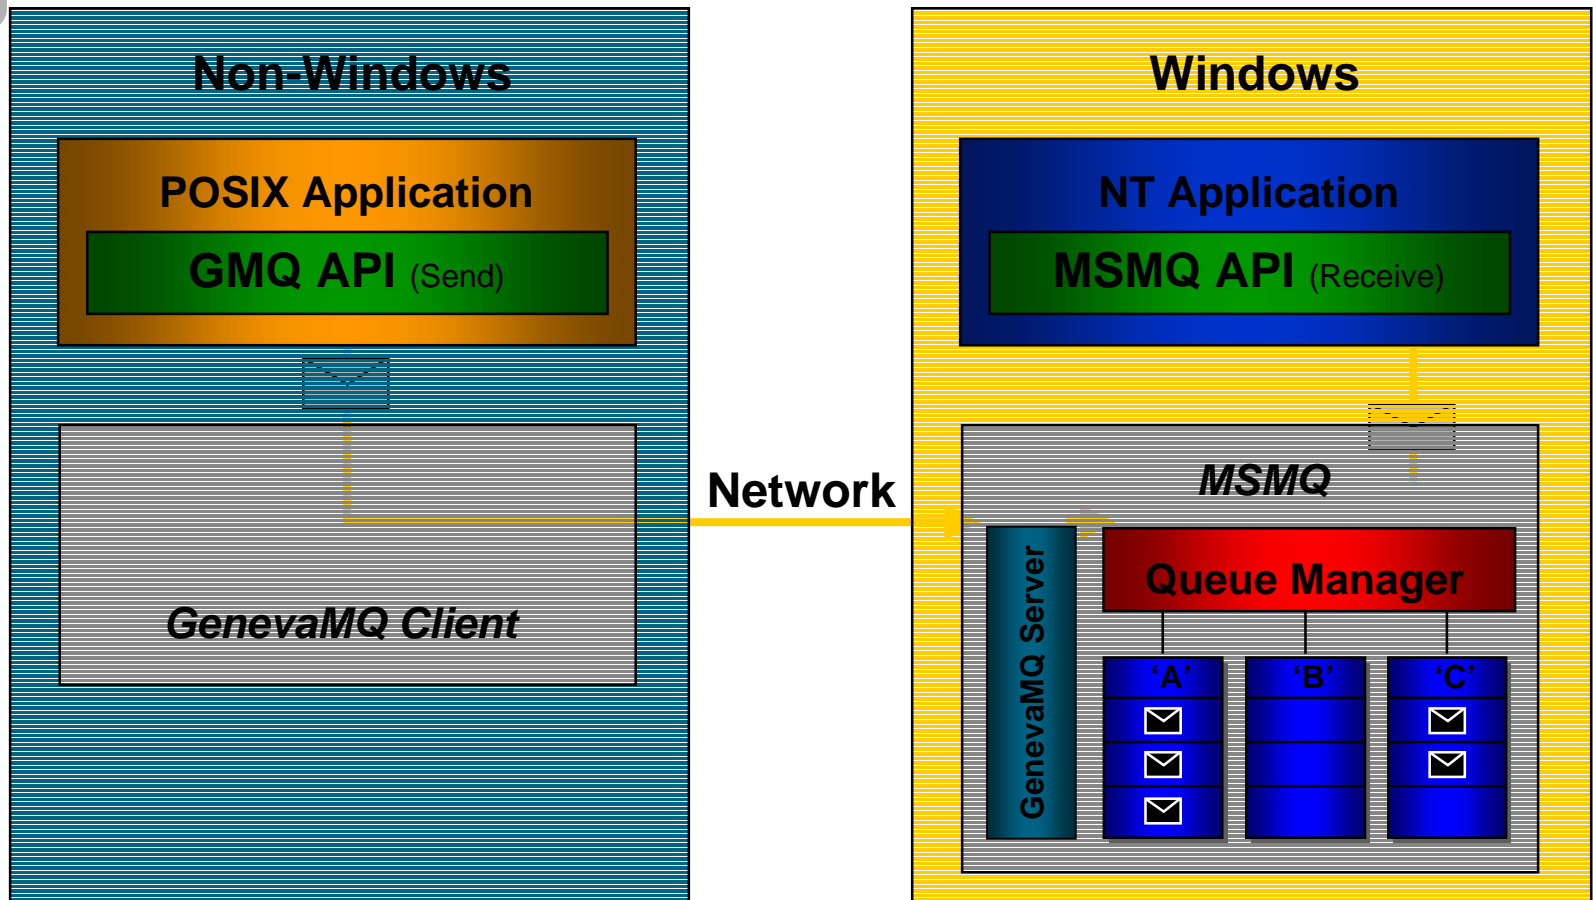 Non-Windows
POSIX Application
GMQ API (Send)
GenevaMQ Client
Network
Windows
NT Application
MSMQ API (Receive)
MSMQ
GenevaMQ Server
Queue Manager
‘A’
‘B’
‘C’